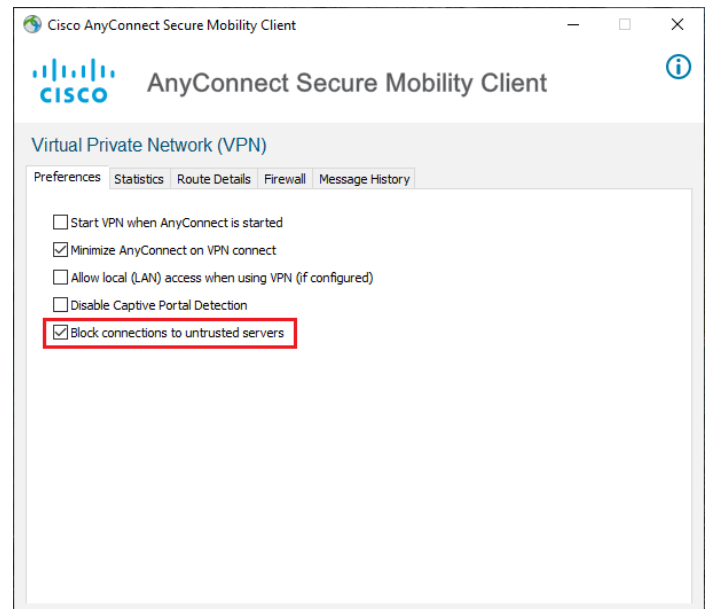 Cisco AnyConnect Secure Mobility Client
CISCO
AnyConnect Secure Mobility Client
Virtual Private Network (VPN)
Preferences Statistics Route Details Firewall Message History
Start VPN when AnyConnect is started
Minimize AnyConnect on VPN connect
Allow local (LAN) access when using VPN (if configured)
Disable Captive Portal Detection
Block connections to untrusted servers